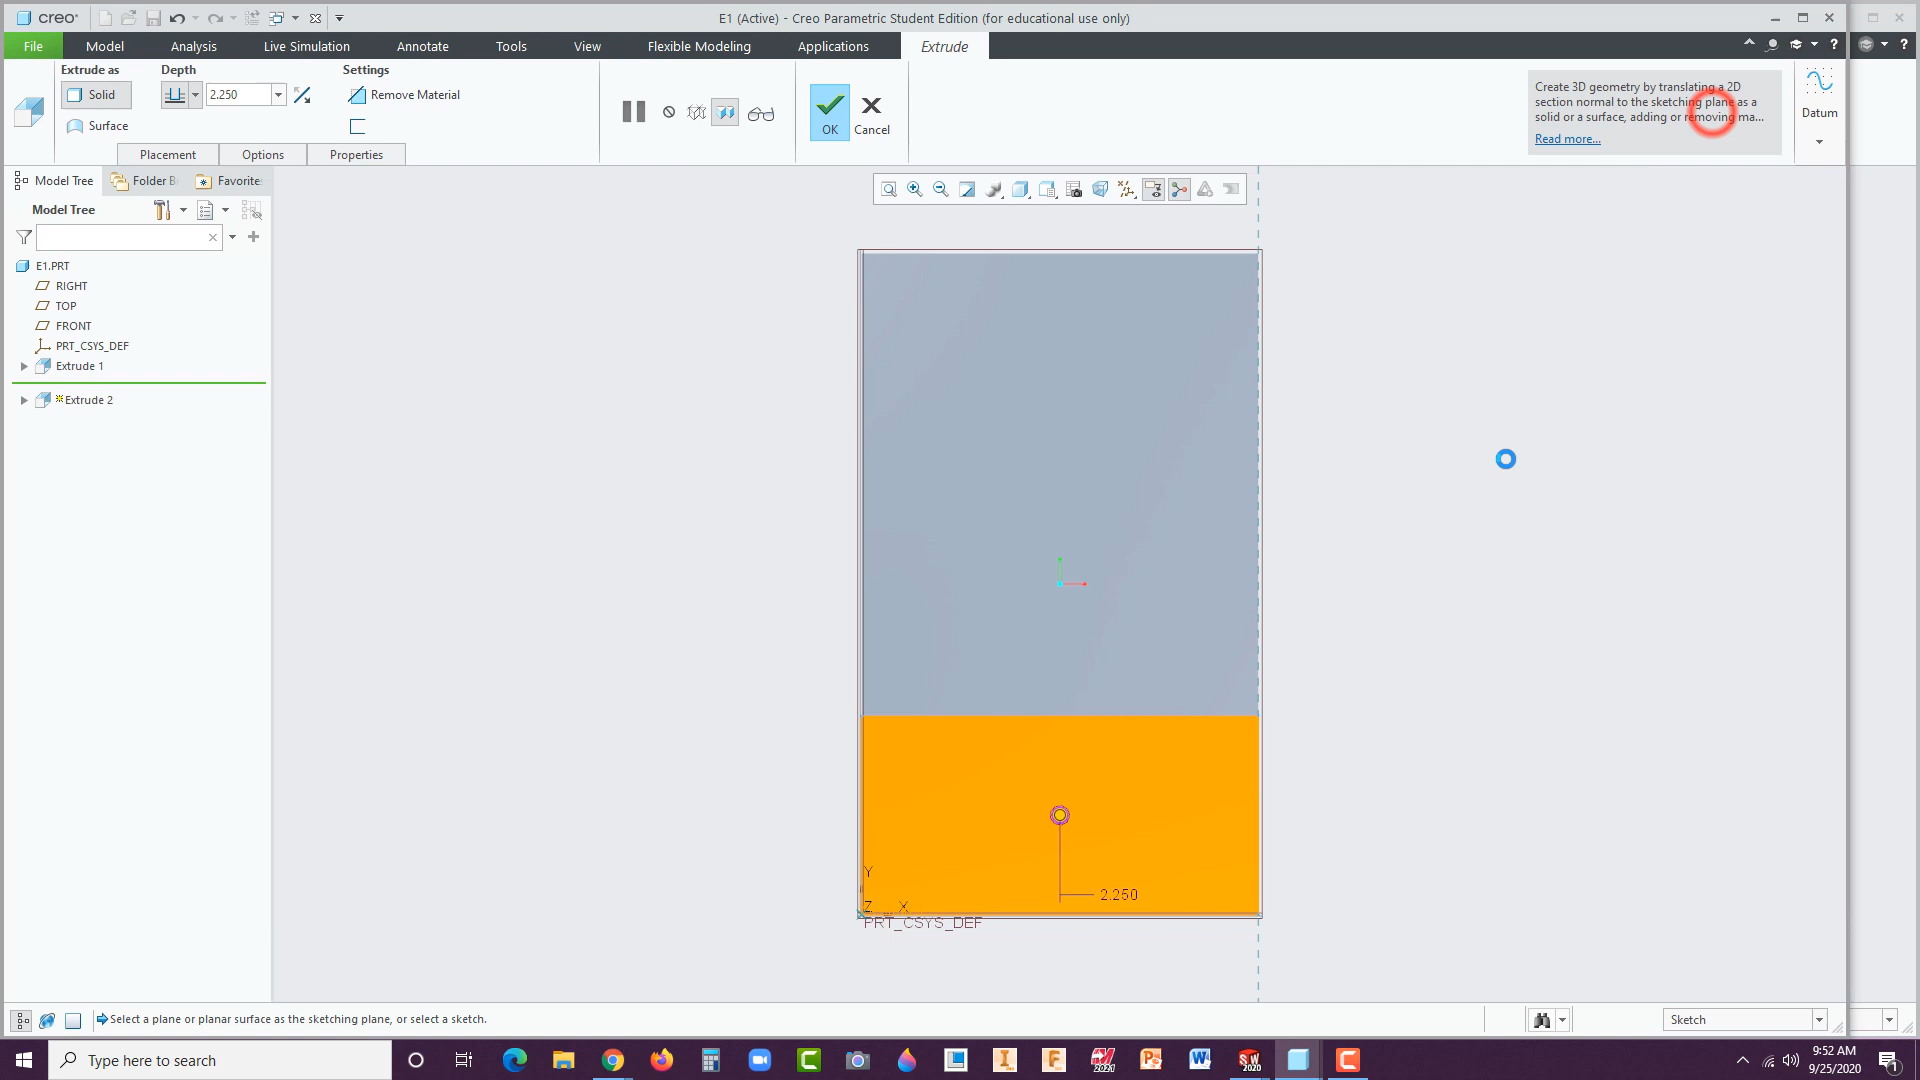 creo
E1 (Active) - Creo Parametric Student Edition (for educational use only)
File
Model
Analysis
Live Simulation
Annotate
Tools
View
Flexible Modeling
Applications
Extrude
Extrude as
Depth
Settings
Solid
2.250
Remove Material
Surface
OK
Cancel
Placement
Options
Properties
Create 3D geometry by translating a 2D
section normal to the sketching plane as a
solid or a surface, adding or removing ma...
Read more...
Datum
Model Tree
Folder B
Favorite
Model Tree
E1.PRT
RIGHT
TOP
FRONT
PRT_CSYS_DEF
Extrude 1
Extrude 2
2.250
Y
Z X
PRT_CSYS_DEF
Select a plane or planar surface as the sketching plane, or select a sketch.
Sketch
Type here to search
2021
SW
2020
9:52 AM
9/25/2020
1